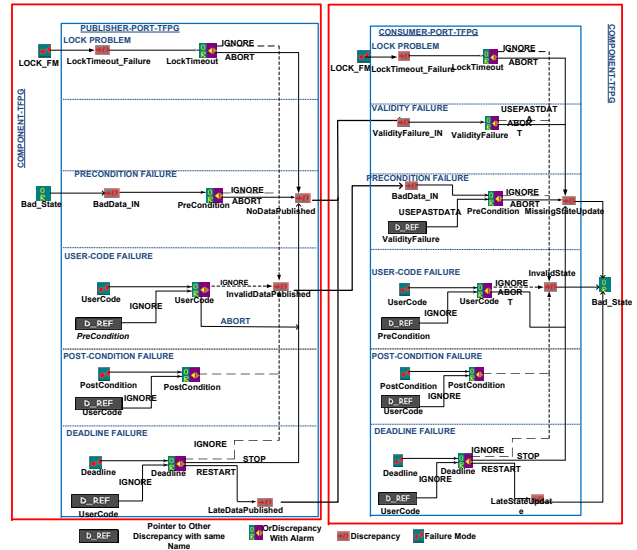 PUBLISHER-PORT-TFPG
LOCK PROBLEM
IGNORE
ABORT
LOCK_FM
LockTimeout_Failure
LockTimeout
COMPONENT-TFPG
PRECONDITION FAILURE
IGNORE
ABORT
Bad_State
BadData_IN
PreCondition
NoDataPublished
USER-CODE FAILURE
IGNORE
UserCode
UserCode
InvalidDataPublished
IGNORE
D_REF
PreCondition
ABORT
POST-CONDITION FAILURE
PostCondition
PostCondition
D_REF
IGNORE
UserCode
DEADLINE FAILURE
IGNORE
STOP
Deadline
Deadline
RESTART
IGNORE
D_REF
UserCode
LateDataPublished
CONSUMER-PORT-TFPG
LOCK PROBLEM
IGNORE
ABORT
LOCK_FM
LockTimeout_Failure
LockTimeout
COMPONENT-TFPG
VALIDITY FAILURE
USEPASTDAT
A
ABOR
T
ValidityFailure_IN
ValidityFailure
PRECONDITION FAILURE
IGNORE
ABORT
BadData_IN
USEPASTDATA
PreCondition
MissingStateUpdate
D_REF
ValidityFailure
USER-CODE FAILURE
IGNORE
ABOR
T
InvalidState
UserCode
UserCode
Bad_State
IGNORE
D_REF
PreCondition
POST-CONDITION FAILURE
PostCondition
PostCondition
D_REF
IGNORE
UserCode
DEADLINE FAILURE
IGNORE
STOP
Deadline
Deadline
RESTART
IGNORE
D_REF
UserCode
LateStateUpdat
e
D_REF
Pointer to Other
Discrepancy with same
Name
OrDiscrepancy
With Alarm
Discrepancy
Failure Mode